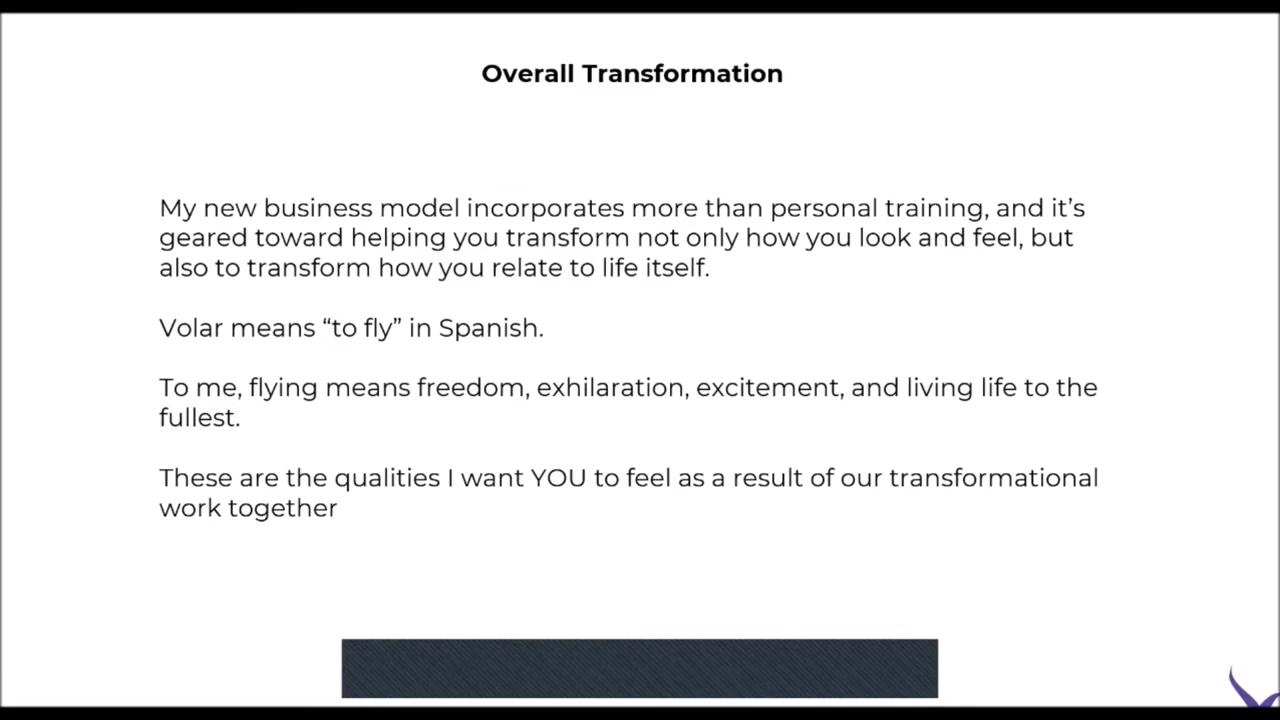 Overall Transformation
My new business model incorporates more than personal training, and it’s
geared toward helping you transform not only how you look and feel, but
also to transform how you relate to life itself.
Volar means “to fly” in Spanish.
To me, flying means freedom, exhilaration, excitement, and living life to the
fullest.
These are the qualities I want YOU to feel as a result of our transformational
work together